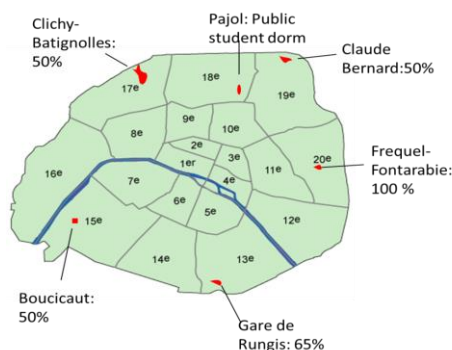 Clichy-
Batignolles:
50%
Pajol: Public
student dorm
Claude
Bernard:50%
17e
18e
19e
9e
10e
8e
2e
3e
1er
20e
11e
16e
7e
4e
6e
5e
15e
12e
14e
13e
Frequel-
Fontarabie:
100 %
Boucicaut:
50%
Gare de
Rungis: 65%